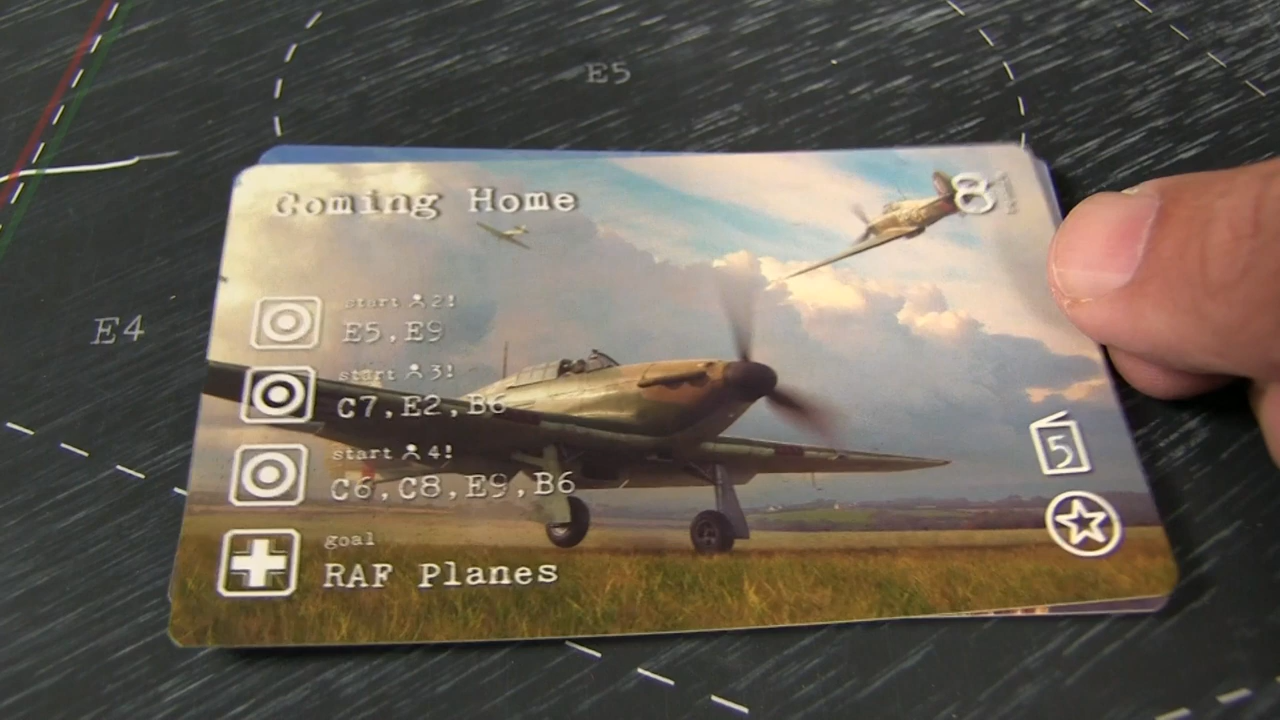 E5
Coming Home
8
start 2!
E5,E9
E4
start 3!
C7,E2,B6
start 4!
C6,C8,E9,B6
5
goal
RAF Planes